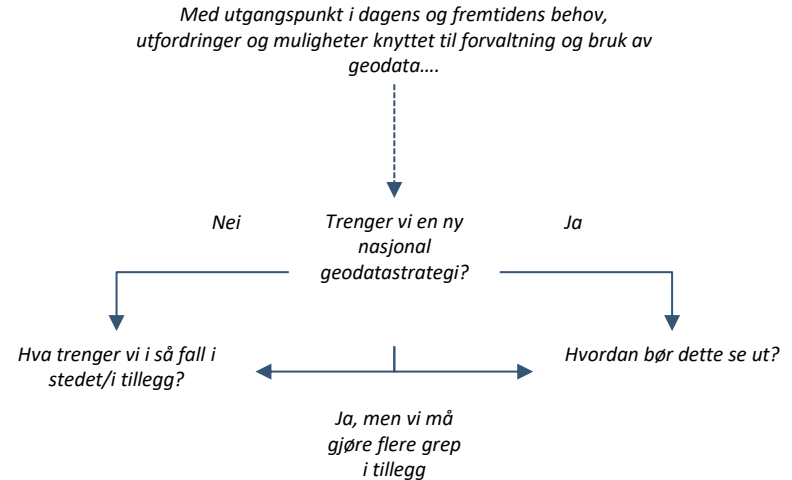 Med utgangspunkt i dagens og fremtidens behov,
utfordringer og muligheter knyttet til forvaltning og bruk av
geodata....
Nei
Trenger vi en ny
nasjonal
geodatastrategi?
Ja
Hva trenger vi i så fall i
stedet/i tillegg?
Hvordan bør dette se ut?
Ja, men vi må
gjøre flere grep
i tillegg